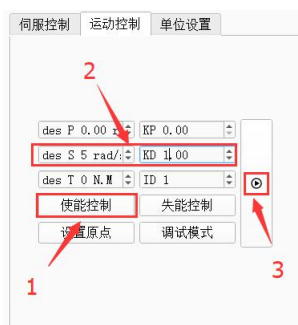 伺服控制 运动控制 单位设置
2
des P 0.00 r KP 0.00
des S 5 rad/ KD 1.00
des T 0 N.M ID 1
使能控制 失能控制
设置原点 调试模式
1
3